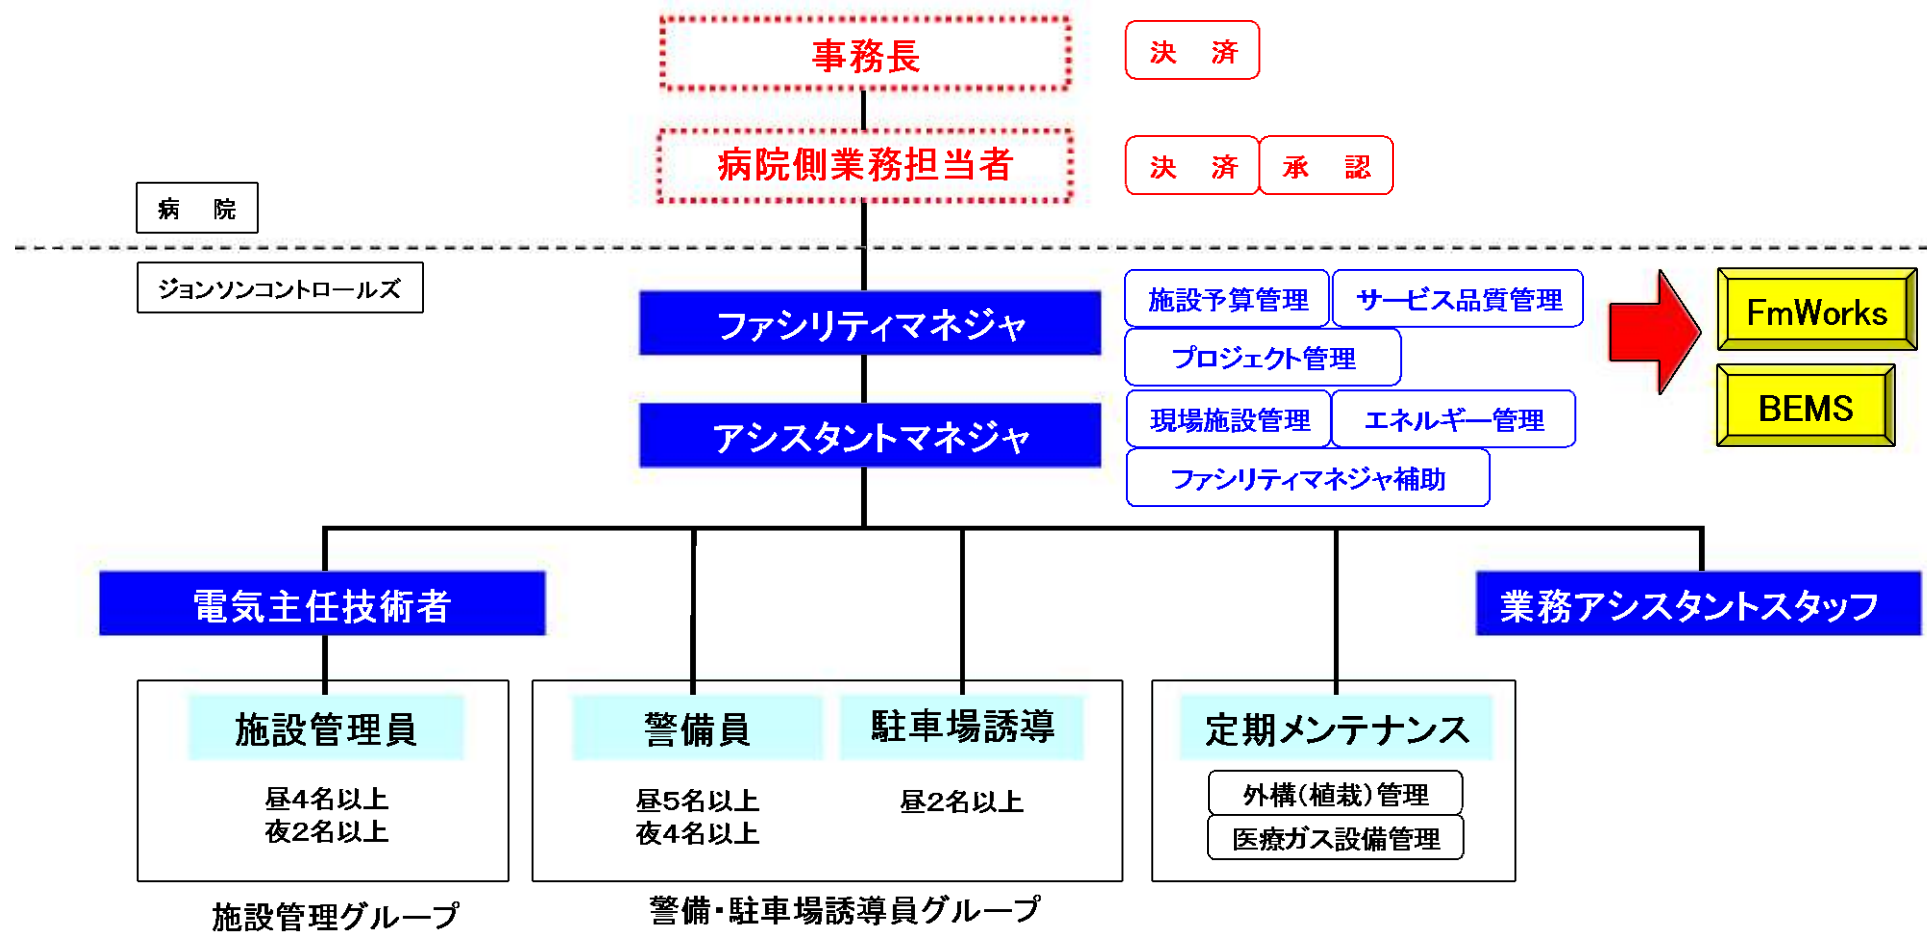 事務長
決　済
病院側業務担当者
決　済
承　認
病　院
ジョンソンコントロールズ
ファシリティマネジャ
施設予算管理
サービス品質管理
プロジェクト管理
FmWorks
BEMS
アシスタントマネジャ
現場施設管理
エネルギー管理
ファシリティマネジャ補助
電気主任技術者
業務アシスタントスタッフ
施設管理員
昼4名以上
夜2名以上
警備員
昼5名以上
夜4名以上
駐車場誘導
昼2名以上
定期メンテナンス
外構(植栽)管理
医療ガス設備管理
施設管理グループ
警備・駐車場誘導員グループ